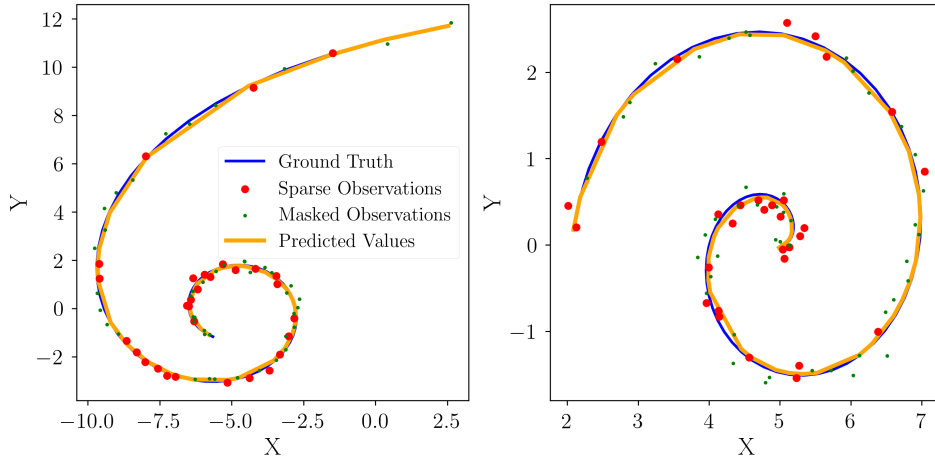 12
10
8
6
4
2
0
−2
Y
−10.0 −7.5 −5.0 −2.5 0.0 2.5
X
Ground Truth
Sparse Observations
Masked Observations
Predicted Values
2
1
0
−1
Y
2 3 4 5 6 7
X